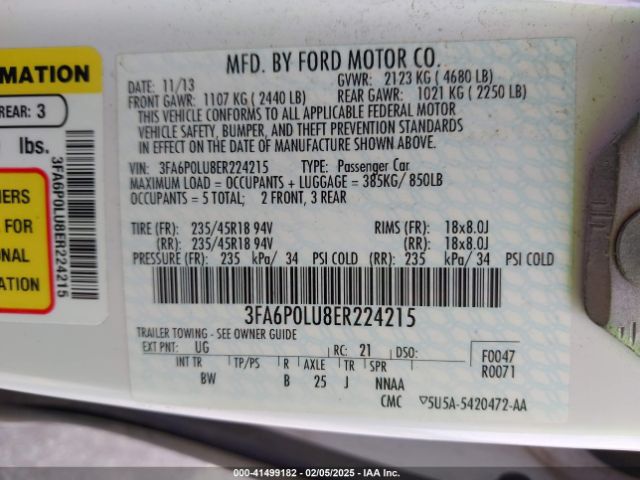 RMATION
REAR: 3
lbs.
3FA6P0LU8ER224215
IERS
FOR
ONAL
S
MFD. BY FORD MOTOR CO.
DATE: 11/13
GVWR: 2123 KG ( 4680 LB)
FRONT GAWR: 1107 KG ( 2440 LB)
REAR GAWR: 1021 KG ( 2250 LB)
THIS VEHICLE CONFORMS TO ALL APPLICABLE FEDERAL MOTOR
VEHICLE SAFETY, BUMPER, AND THEFT PREVENTION STANDARDS
IN EFFECT ON THE DATE OF MANUFACTURE SHOWN ABOVE.
VIN: 3FA6P0LU8ER224215 TYPE: Passenger Car
MAXIMUM LOAD = OCCUPANTS + LUGGAGE = 385KG/ 850LB
OCCUPANTS = 5 TOTAL; 2 FRONT, 3 REAR
TIRE (FR): 235/45R18 94V RIMS (FR): 18x8.0J
(RR): 235/45R18 94V (RR): 18x8.0J
PRESSURE (FR): 235 kPa/ 34 PSI COLD (RR): 235 kPa/ 34 PSI COLD
3FA6P0LU8ER224215
TRAILER TOWING - SEE OWNER GUIDE
EXT PNT: UG RC: 21 DSO: F0047
INT TR TP/PS R AXLE TR SPR R0071
BW B 25 J NNAA
CMC 5U5A-5420472-AA
000-41499182 - 02/05/2025 - IAA Inc.